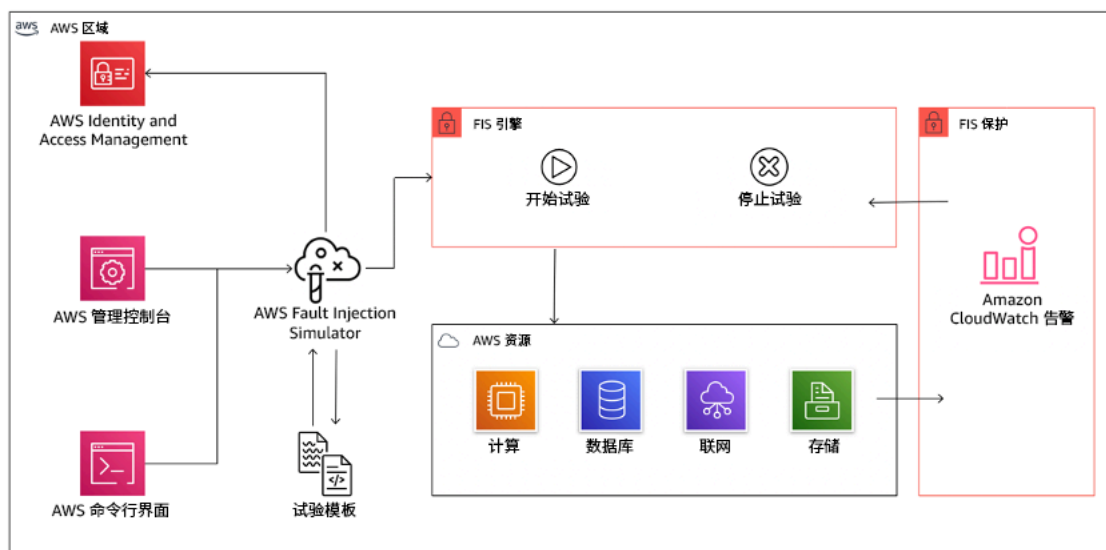 aws
AWS 区域
AWS Identity and
Access Management
FIS 引擎
开始试验
停止试验
FIS 保护
AWS 管理控制台
AWS Fault Injection
Simulator
Amazon
CloudWatch 告警
AWS 资源
计算
数据库
联网
存储
AWS 命令行界面
试验模板